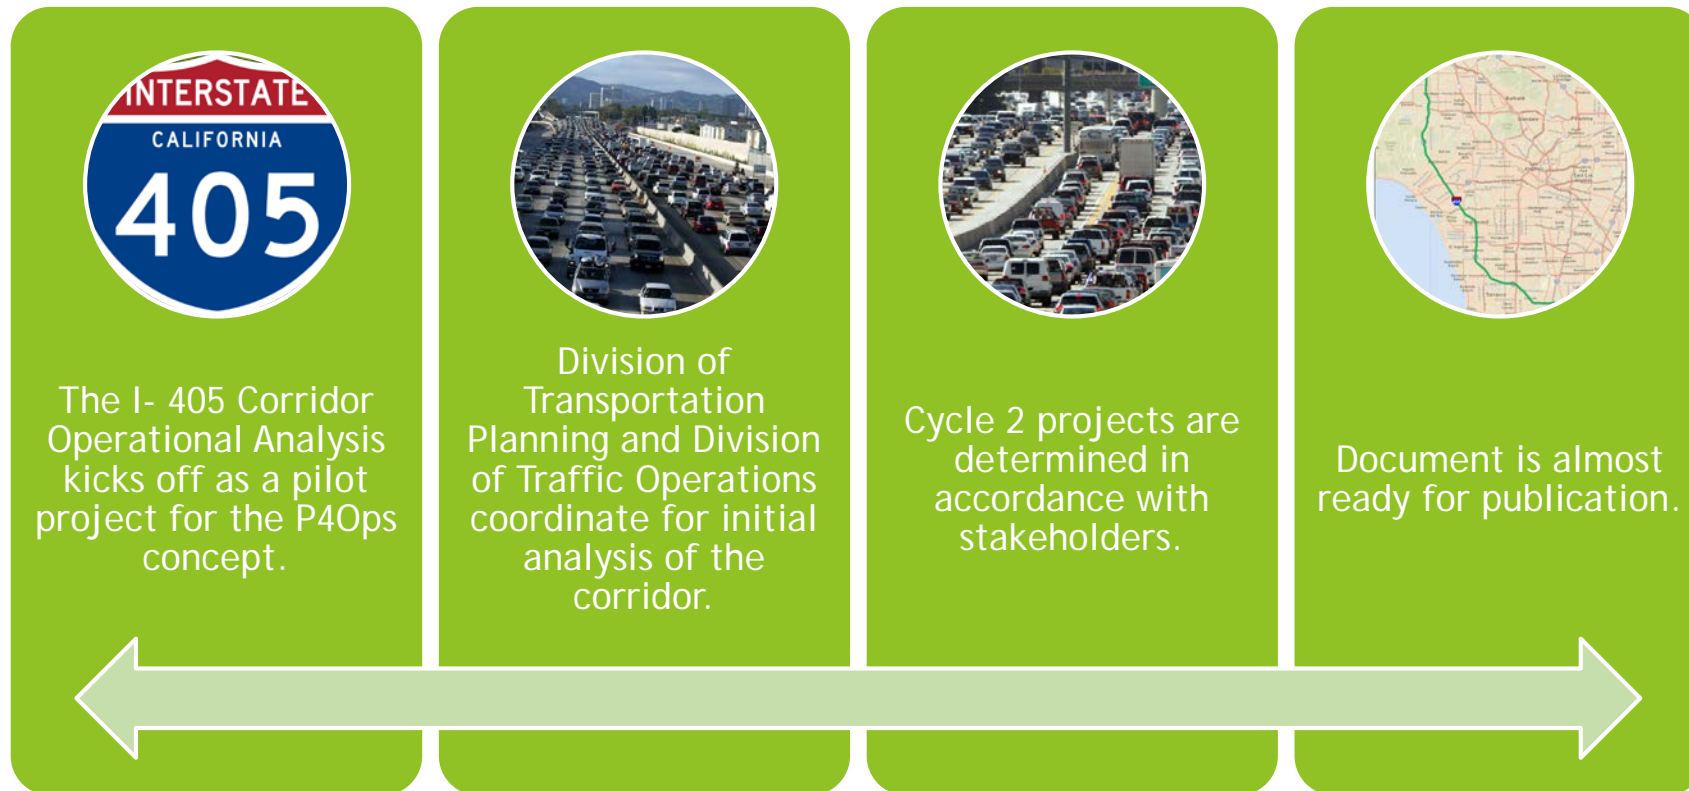 INTERSTATE
CALIFORNIA
405
The I- 405 Corridor
Operational Analysis
kicks off as a pilot
project for the P4Ops
concept.
Division of
Transportation
Planning and Division
of Traffic Operations
coordinate for initial
analysis of the
corridor.
Cycle 2 projects are
determined in
accordance with
stakeholders.
Document is almost
ready for publication.